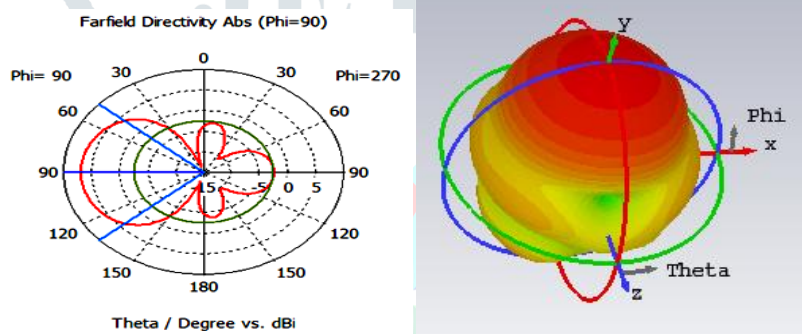 Farfield Directivity Abs (Phi=90)
0
Phi= 90 30 30 Phi=270
60 60
90 -15 -5 0 5 90
120 120
150 150
180
Theta / Degree vs. dBi
Y
Phi
x
Theta
z